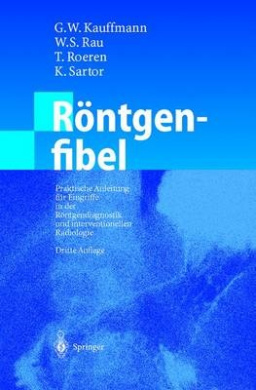 G.W. Kauffmann
W.S. Rau
T. Roeren
K. Sartor
Röntgen-
fibel
Praktische Anleitung
für Eingriffe
in der
Röntgendiagnostik
und interventionellen
Radiologie
Dritte Auflage
Springer